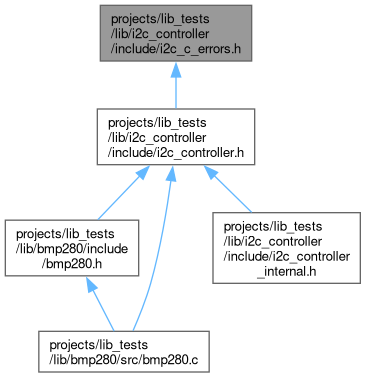 projects/lib_tests
/lib/i2c_controller
/include/i2c_c_errors.h
projects/lib_tests
/lib/i2c_controller
/include/i2c_controller.h
projects/lib_tests
/lib/bmp280/include
/bmp280.h
projects/lib_tests
/lib/i2c_controller
/include/i2c_controller
_internal.h
projects/lib_tests
/lib/bmp280/src/bmp280.c